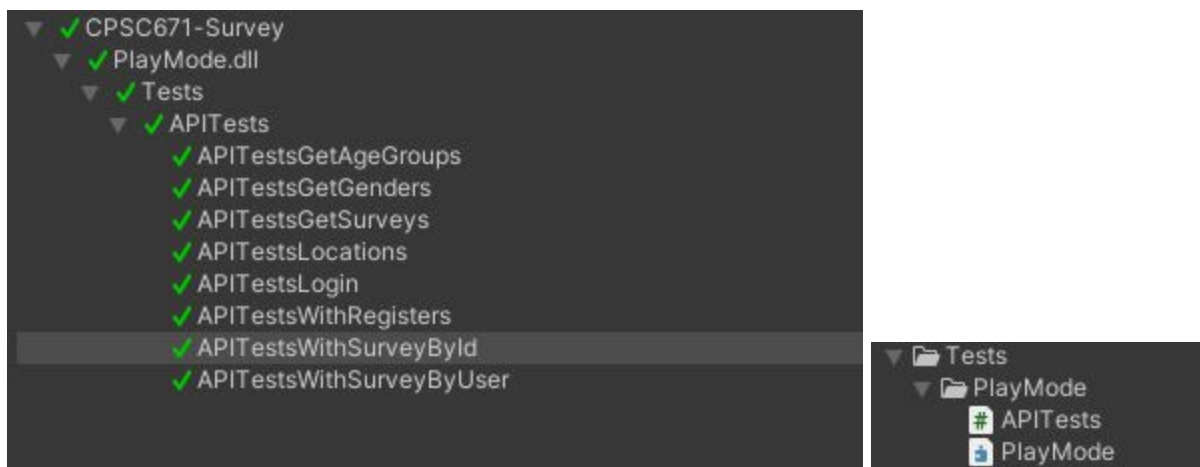 CPSC671-Survey
PlayMode.dll
Tests
APITests
APITestsGetAgeGroups
APITestsGetGenders
APITestsGetSurveys
APITestsLocations
APITestsLogin
APITestsWithRegisters
APITestsWithSurveyById
APITestsWithSurveyByUser
Tests
PlayMode
# APITests
PlayMode